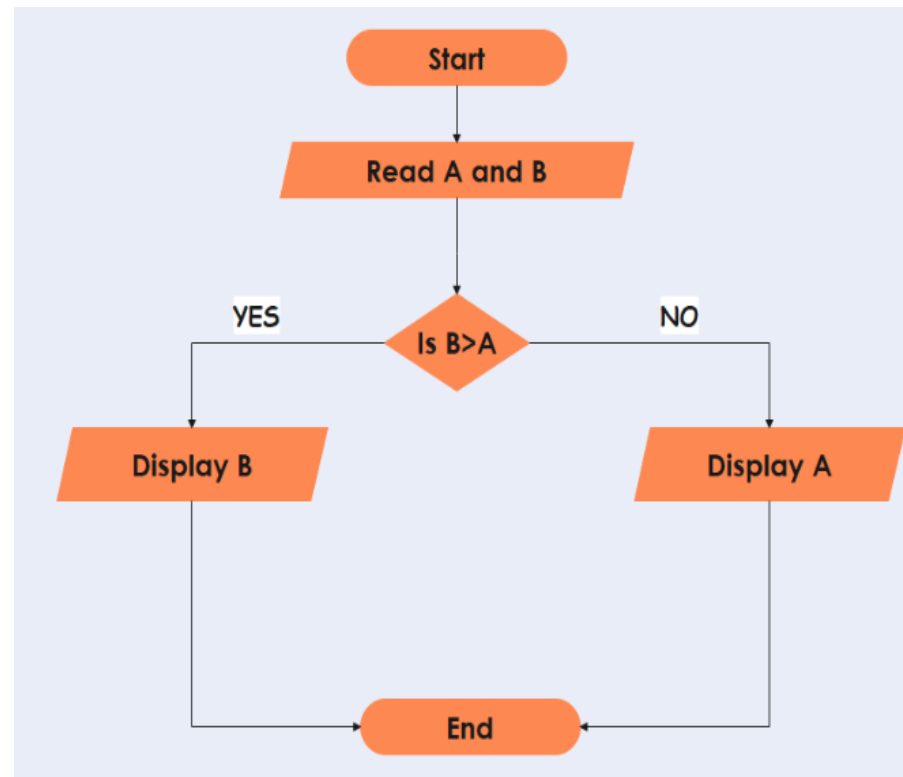 Start
Read A and B
Is B>A
YES
NO
Display B
Display A
End